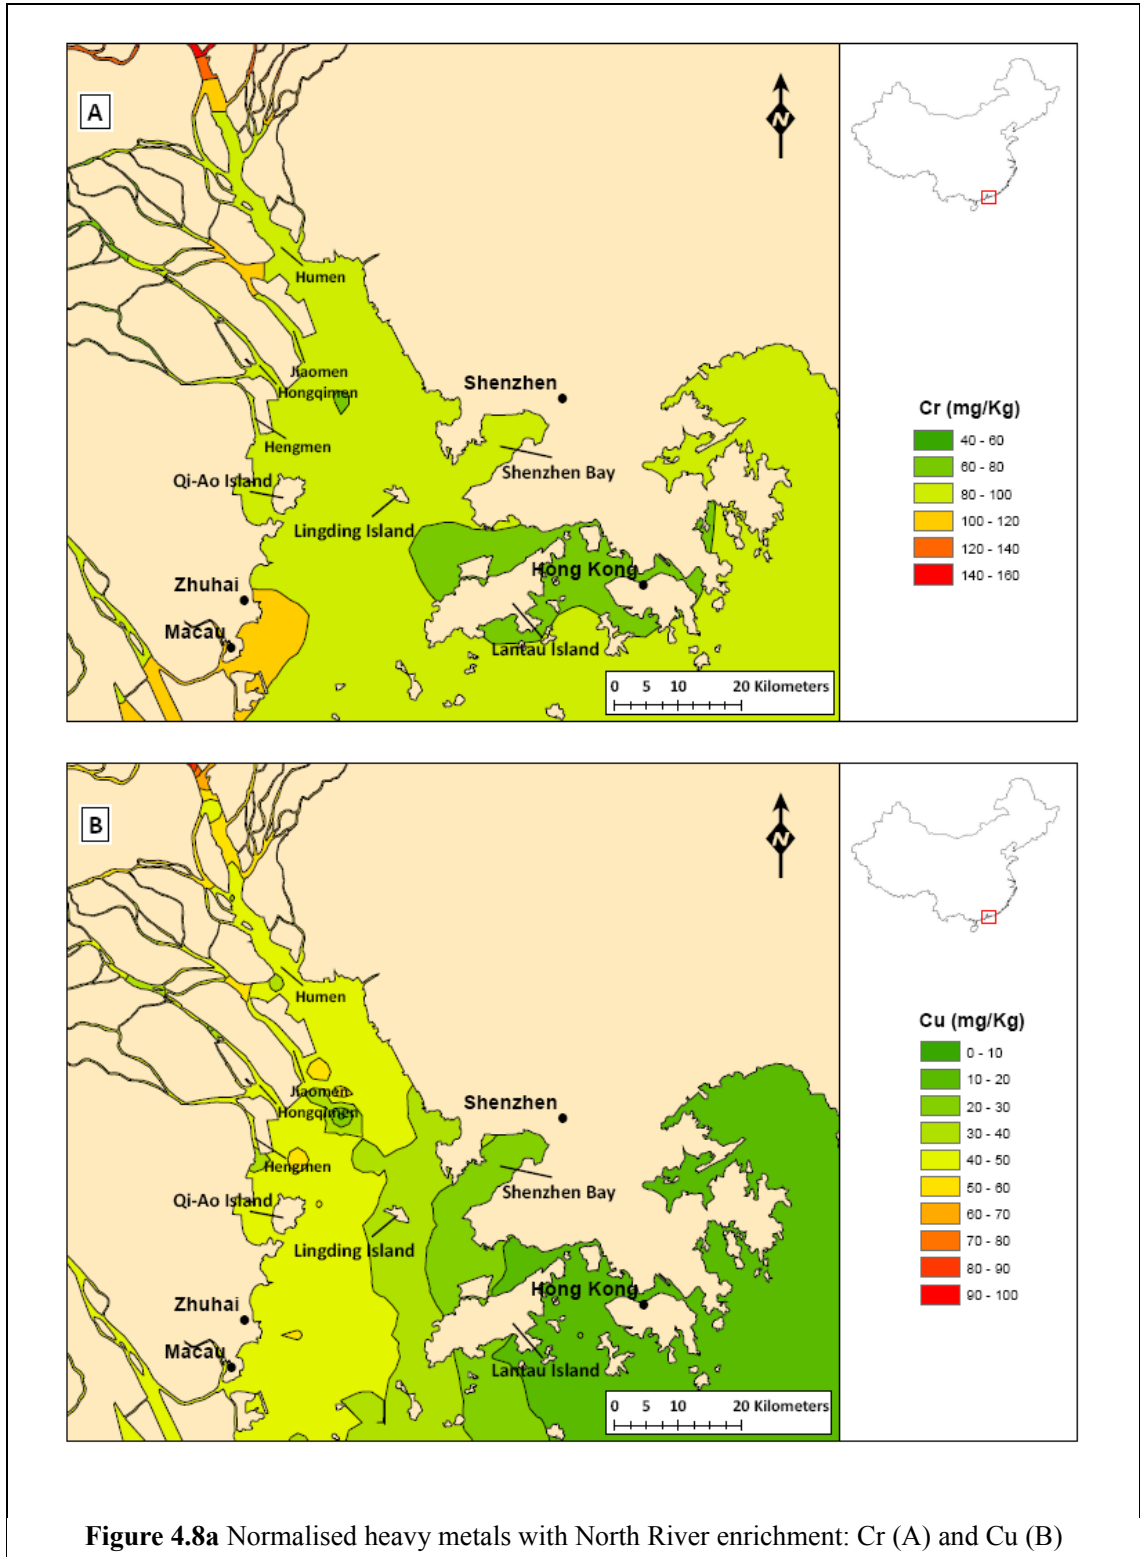 A
N
Humen
Jiaomen
Hongqimen
Hengmen
Qi-Ao Island
Lingding Island
Shenzhen
Shenzhen Bay
Zhuhai
Macau
Hong Kong
Lantau Island
0 5 10 20 Kilometers
Cr (mg/Kg)
40 - 60
60 - 80
80 - 100
100 - 120
120 - 140
140 - 160
B
N
Humen
Jiaomen
Hongqimen
Hengmen
Qi-Ao Island
Lingding Island
Shenzhen
Shenzhen Bay
Zhuhai
Macau
Hong Kong
Lantau Island
0 5 10 20 Kilometers
Cu (mg/Kg)
0 - 10
10 - 20
20 - 30
30 - 40
40 - 50
50 - 60
60 - 70
70 - 80
80 - 90
90 - 100
Figure 4.8a Normalised heavy metals with North River enrichment: Cr (A) and Cu (B)